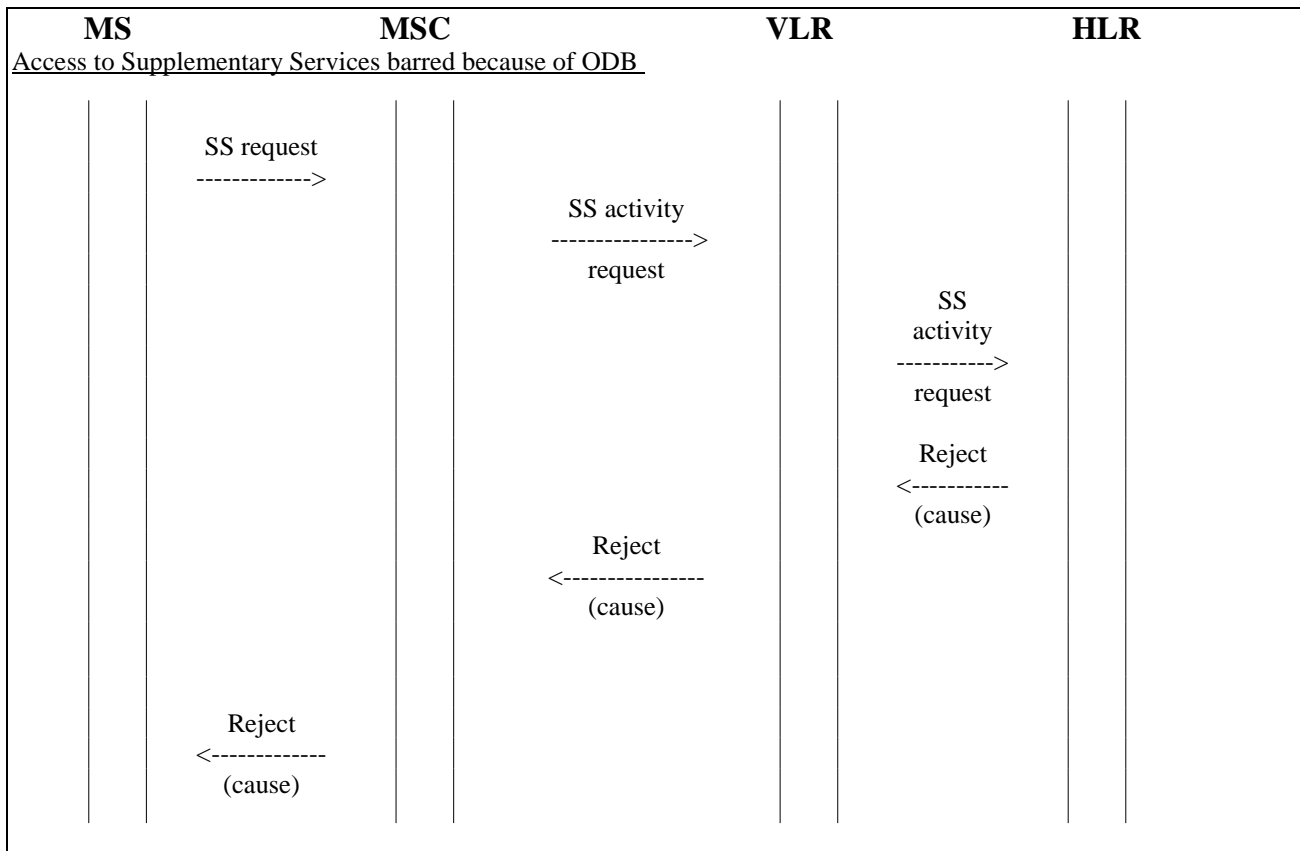 MS MSC VLR HLR
Access to Supplementary Services barred because of ODB
SS request
------------->
SS activity
---------------->
request
SS
activity
----------->
request
Reject
<-----------
(cause)
Reject
<----------------
(cause)
Reject
<-------------
(cause)